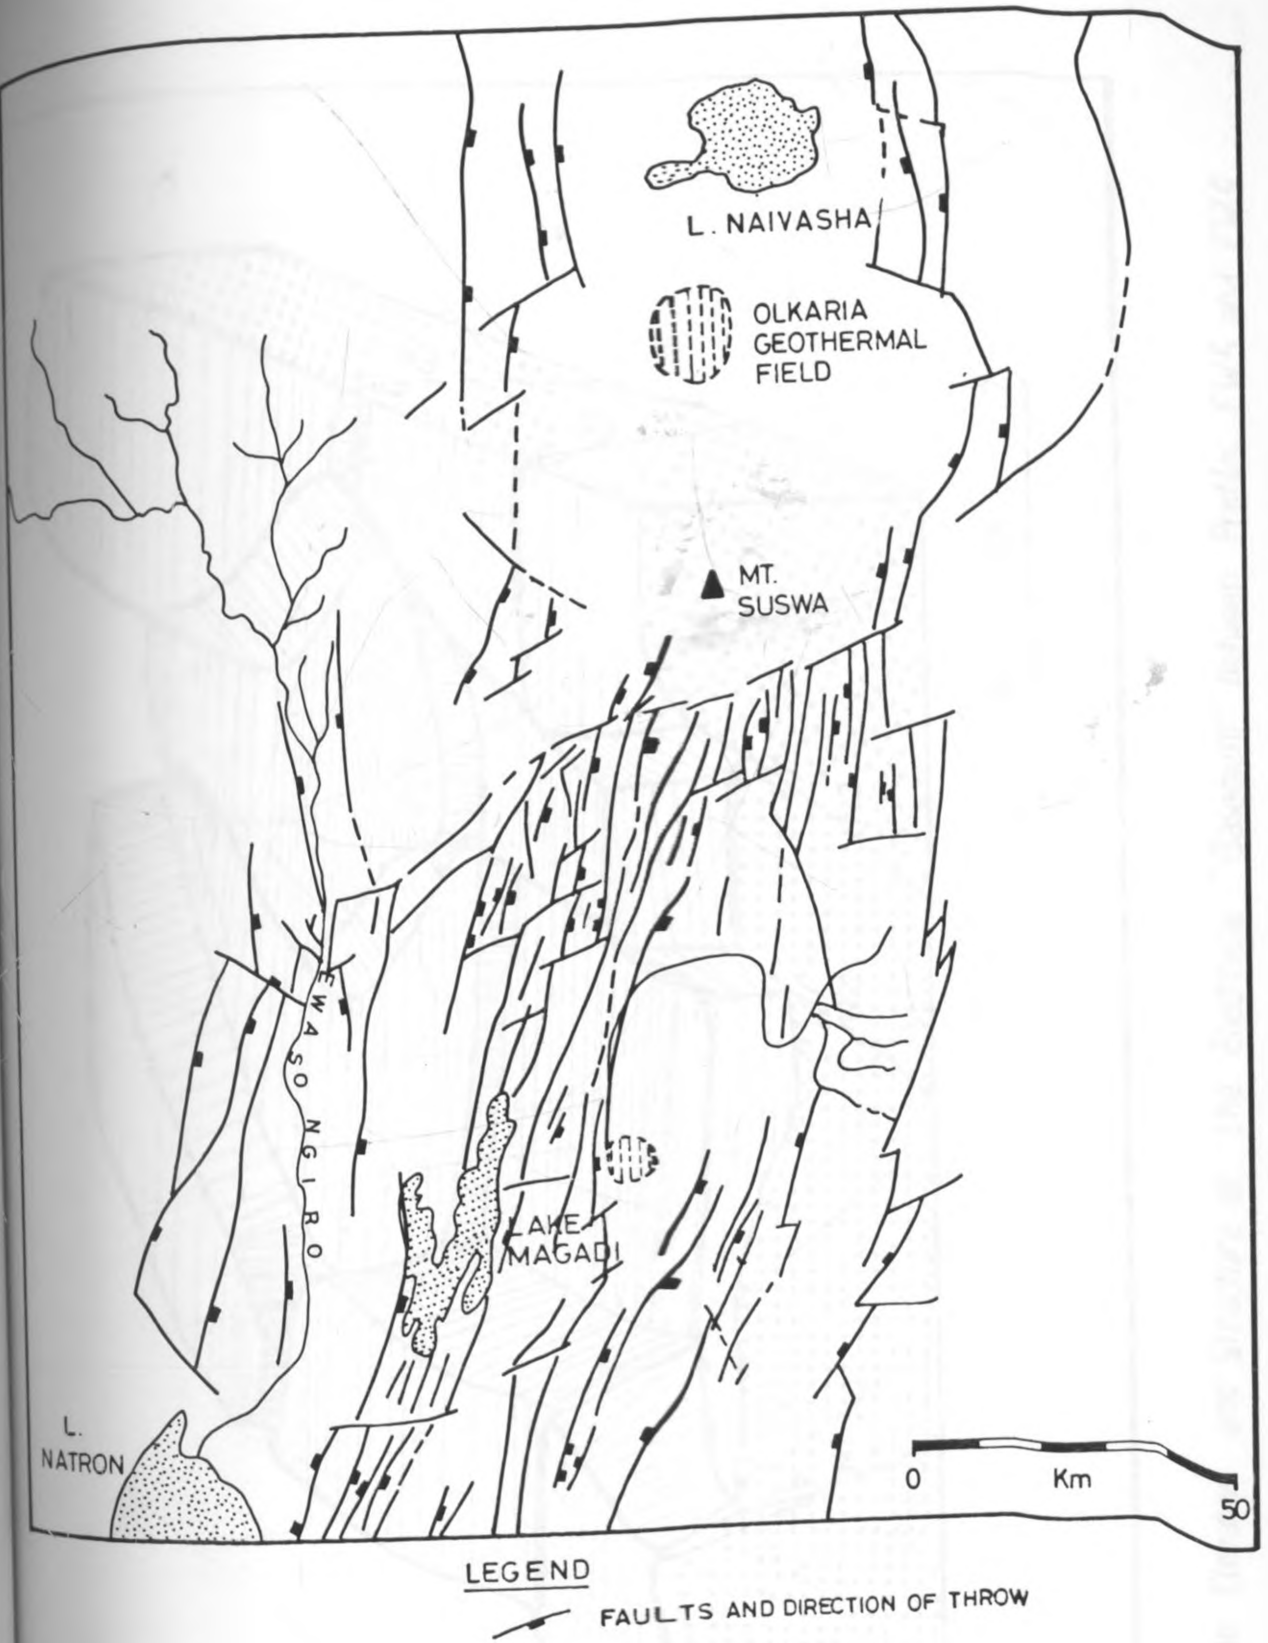 L. NAIVASHA
OLKARIA
GEOTHERMAL
FIELD
MT.
SUSWA
EWASO NGIRO
LAKE
MAGADI
L.
NATRON
0
Km
50
LEGEND
FAULTS AND DIRECTION OF THROW